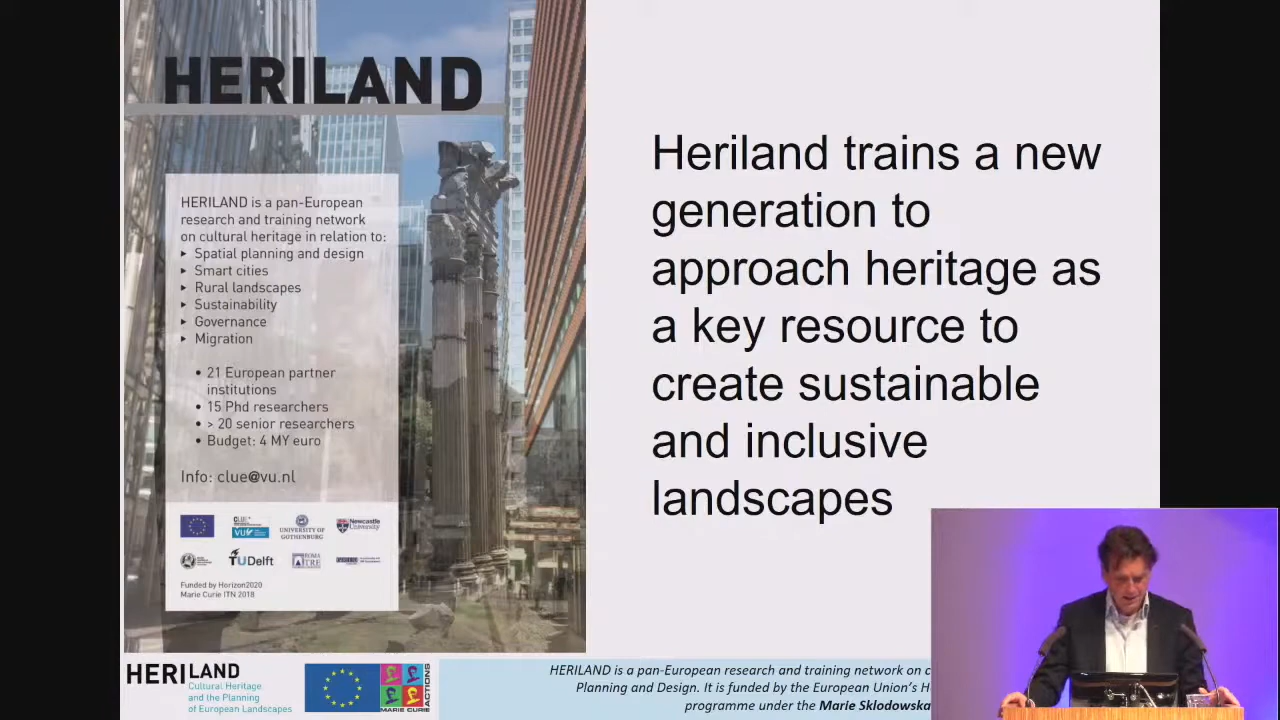 HERILAND
HERILAND is a pan-European
research and training network
on cultural heritage in relation to:
▸ Spatial planning and design
▸ Smart cities
▸ Rural landscapes
▸ Sustainability
▸ Governance
▸ Migration
• 21 European partner
institutions
• 15 Phd researchers
• > 20 senior researchers
• Budget: 4 MY euro
Info: clue@vu.nl
CLUE+
VU
UNIVERSITY OF
GOTHENBURG
Newcastle
University
TUDelft
ROMA
TRE
Funded by Horizon2020
Marie Curie ITN 2018
Heriland trains a new
generation to
approach heritage as
a key resource to
create sustainable
and inclusive
landscapes
HERILAND
Cultural Heritage
and the Planning
of European Landscapes
MARIE CURIE ACTIONS
HERILAND is a pan-European research and training network on c
Planning and Design. It is funded by the European Union's H
programme under the Marie Sklodowska